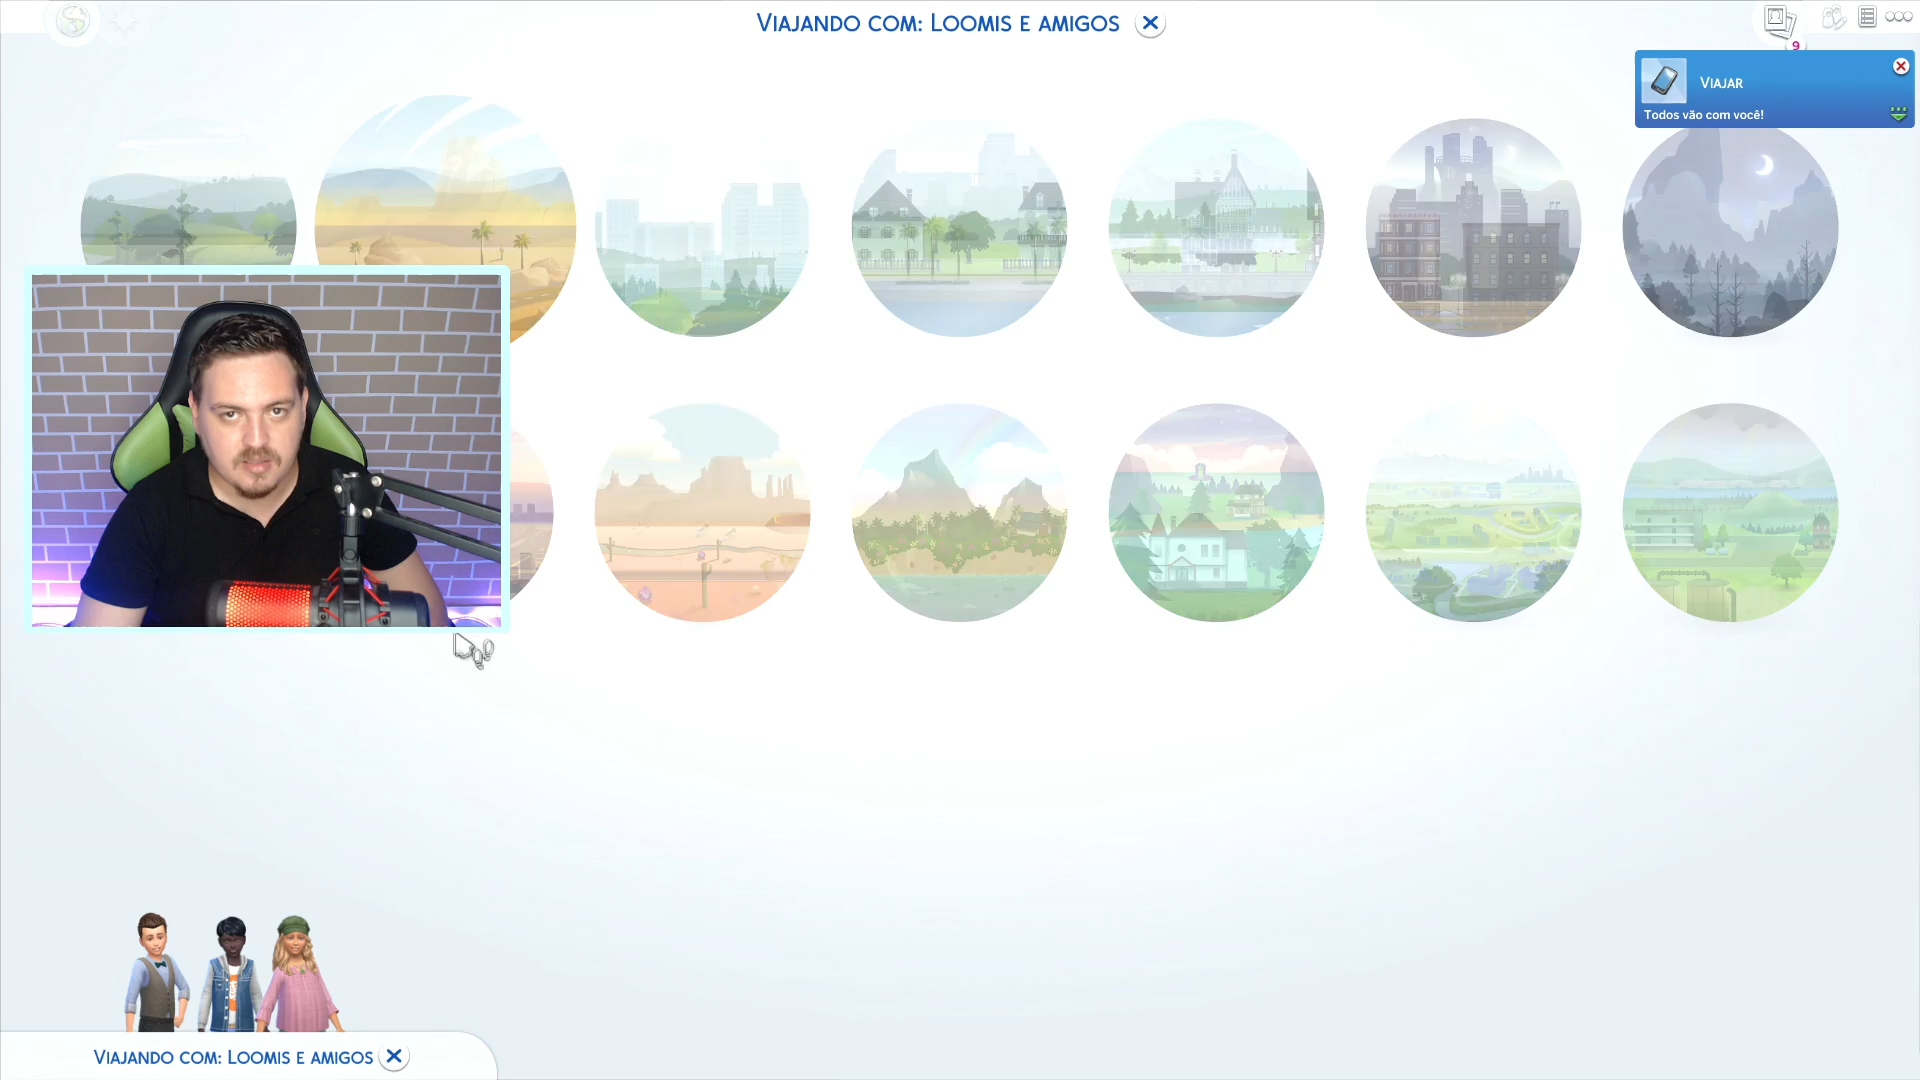 Viajando com: Loomis e amigos
9
Viajar
Todos vão com você!
Viajando com: Loomis e amigos